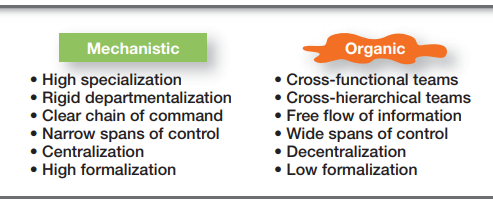 Mechanistic
• High specialization
• Rigid departmentalization
• Clear chain of command
• Narrow spans of control
• Centralization
• High formalization
Organic
• Cross-functional teams
• Cross-hierarchical teams
• Free flow of information
• Wide spans of control
• Decentralization
• Low formalization